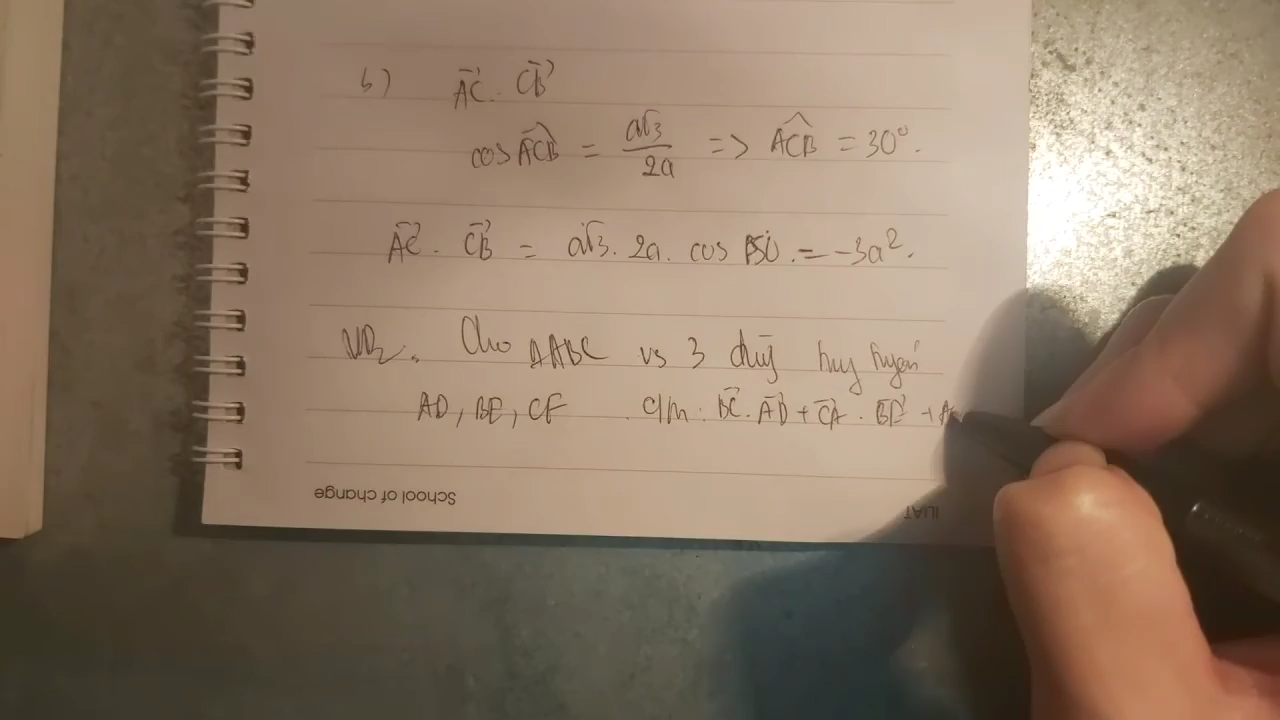 b) AC⃗ . CB⃗
cos ACB̂ = a√3 / 2a => ACB̂ = 30°.
AC⃗ . CB⃗ = a√3 . 2a . cos 150 . = -3a².
VD2. Cho ΔABC vs 3 đg trung tuyến
AD, BE, CF . c/m : BC⃗ . AD⃗ + CA⃗ . BE⃗ + A
School of change